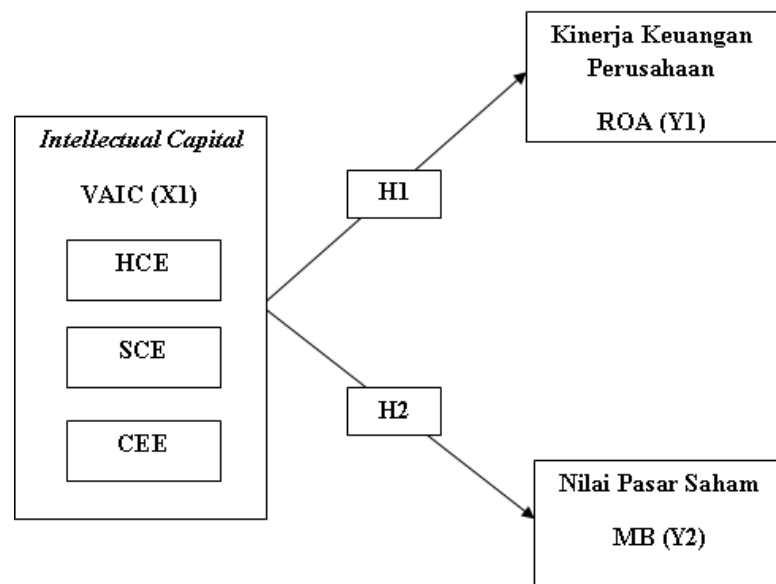 Intellectual Capital
VAIC (X1)
HCE
SCE
CEE
H1
H2
Kinerja Keuangan
Perusahaan
ROA (Y1)
Nilai Pasar Saham
MB (Y2)